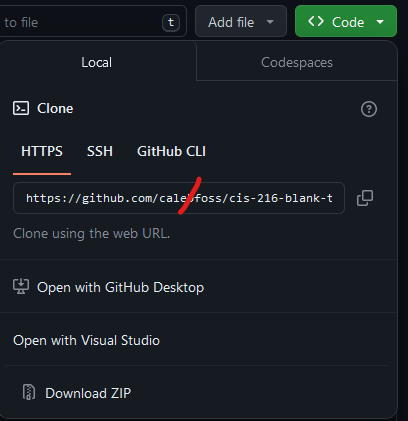 to file
t
Add file
Code
Local
Codespaces
Clone
HTTPS
SSH
GitHub CLI
https://github.com/calebfoss/cis-216-blank-t
Clone using the web URL.
Open with GitHub Desktop
Open with Visual Studio
Download ZIP